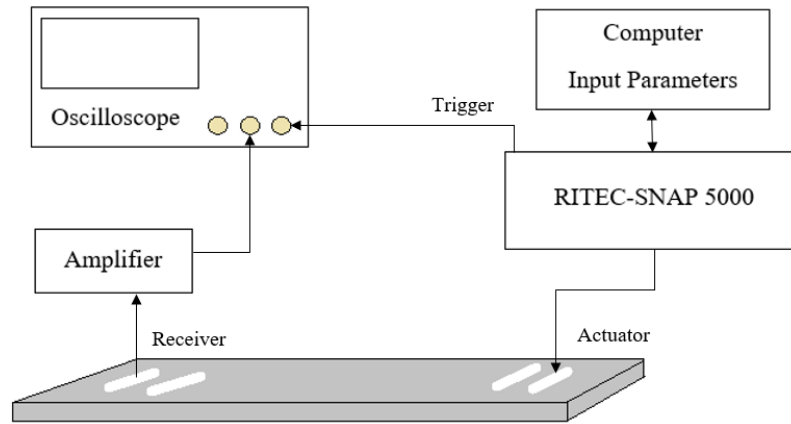 Computer
Input Parameters
Oscilloscope
Trigger
RITEC-SNAP 5000
Amplifier
Receiver
Actuator